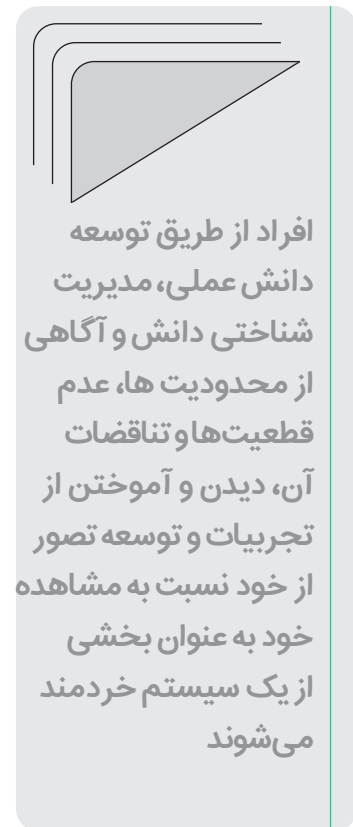 افراد از طریق توسعه
دانش عملی، مدیریت
شناختی دانش و آگاهی
از محدودیت ها، عدم
قطعیت‌ها و تناقضات
آن، دیدن و آموختن از
تجربیات و توسعه تصور
از خود نسبت به مشاهده
خود به عنوان بخشی
از یک سیستم خردمند
می‌شوند